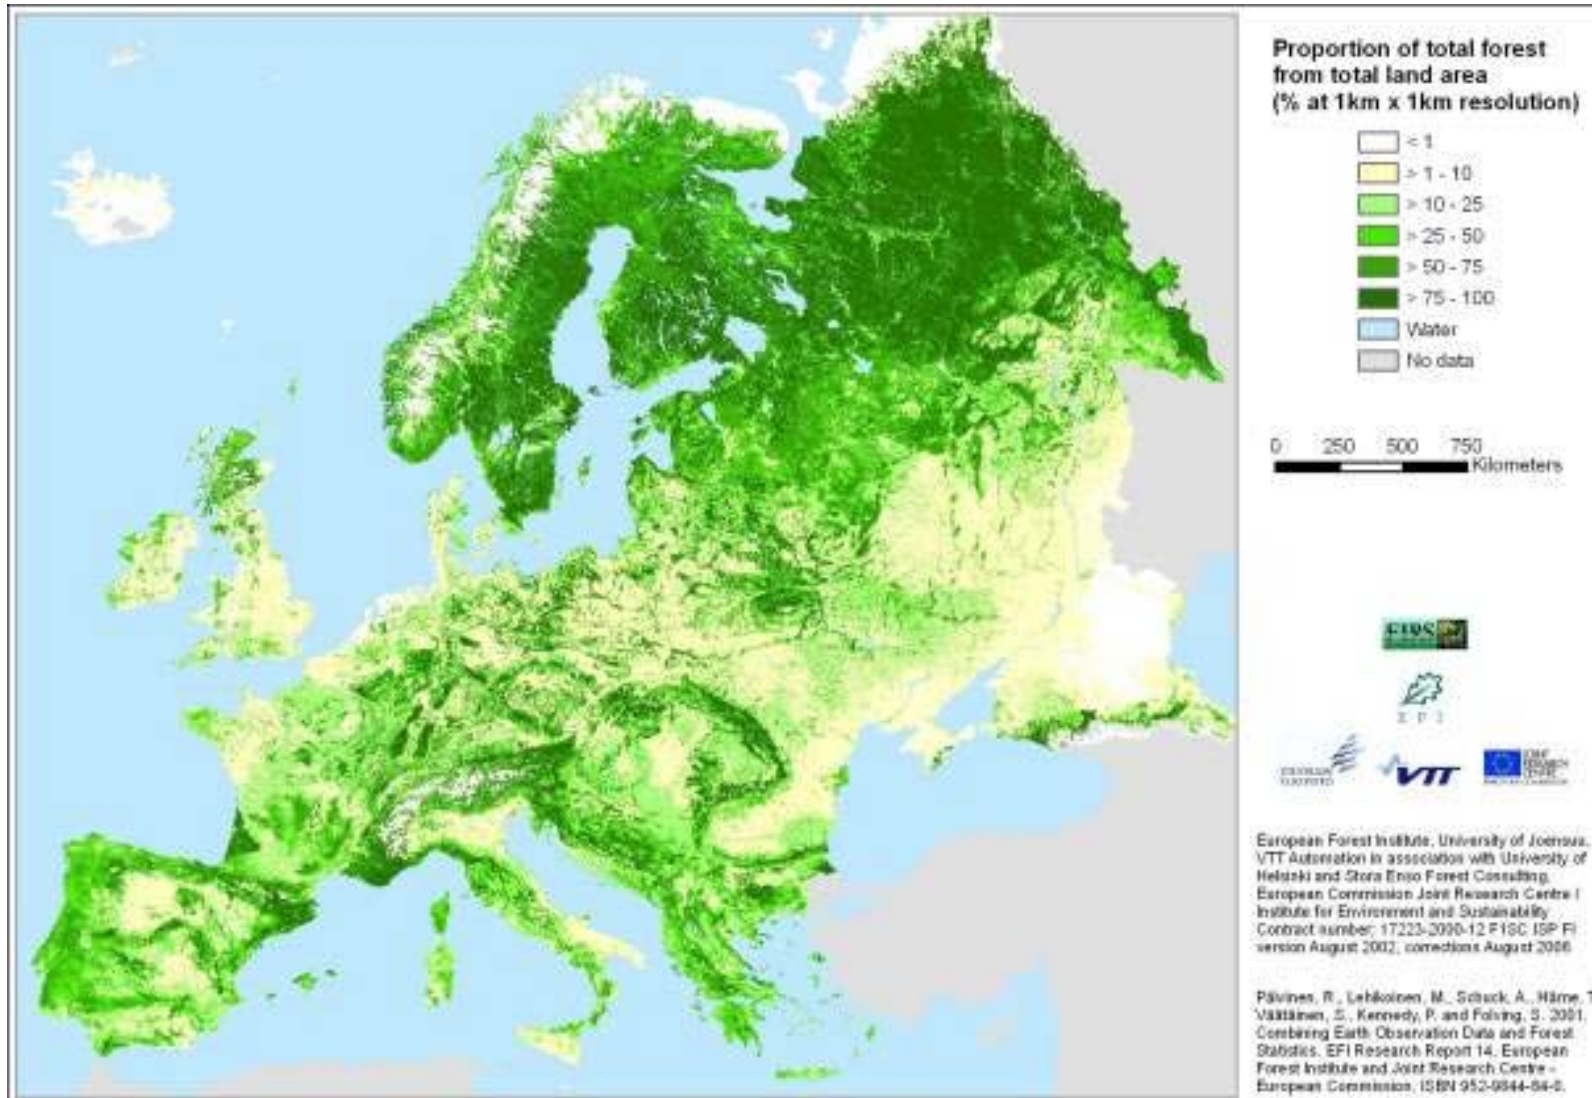 Proportion of total forest
from total land area
(% at 1km x 1km resolution)
< 1
> 1 - 10
> 10 - 25
> 25 - 50
> 50 - 75
> 75 - 100
Water
No data
0 250 500 750
Kilometers
EFI
VTT
JOINT
RESEARCH
CENTRE
European Forest Institute, University of Joensuu,
VTT Automation in association with University of
Helsinki and Stora Enso Forest Consulting,
European Commission Joint Research Centre /
Institute for Environment and Sustainability
Contract number: 17223-2000-12 F1SC ISP FI
version August 2002, corrections August 2006
Päivinen, R., Lehikoinen, M., Schuck, A., Häme, T
Väätäinen, S., Kennedy, P. and Folving, S. 2001.
Combining Earth Observation Data and Forest
Statistics. EFI Research Report 14. European
Forest Institute and Joint Research Centre -
European Commission. ISBN 952-9844-84-0.